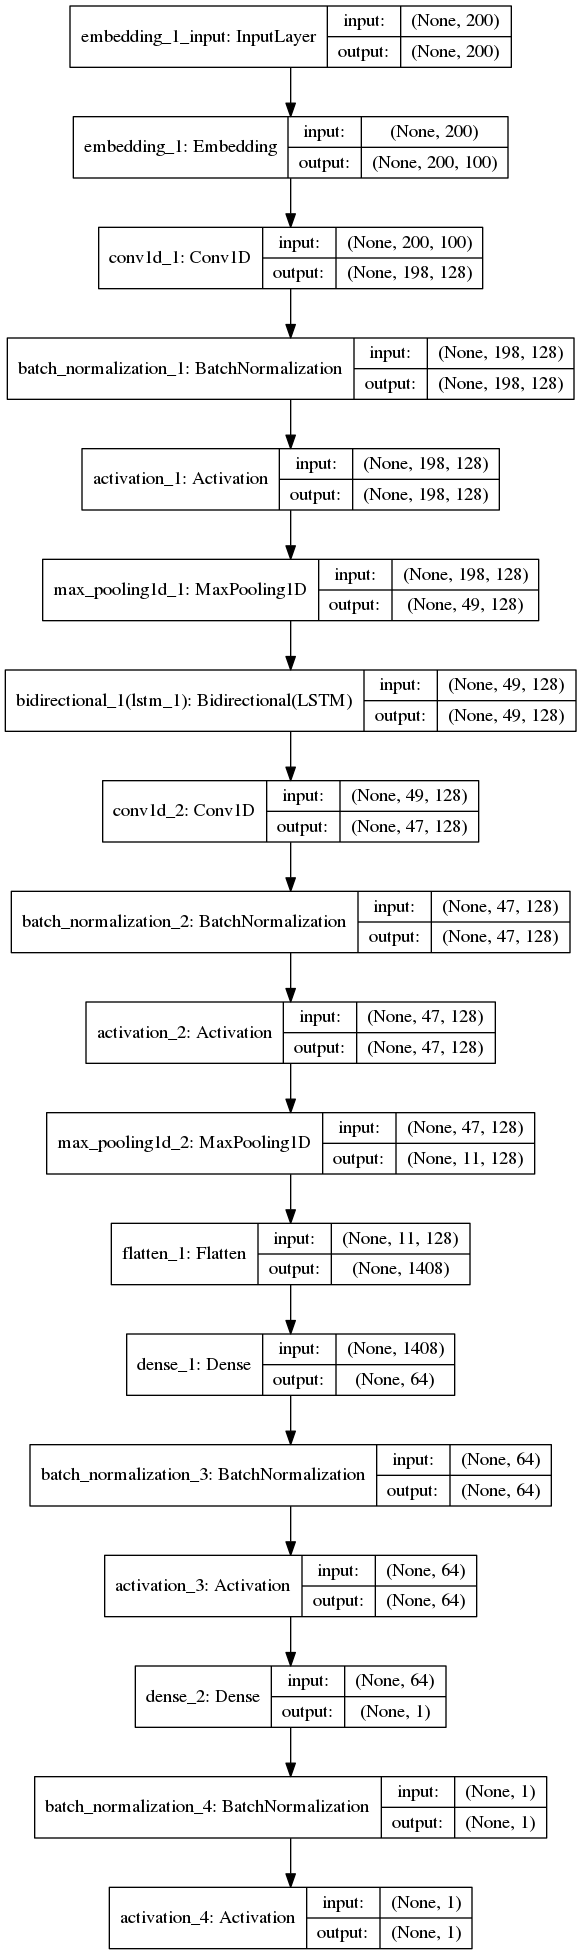 embedding_1_input: InputLayer
input: (None, 200)
output: (None, 200)
embedding_1: Embedding
input: (None, 200)
output: (None, 200, 100)
conv1d_1: Conv1D
input: (None, 200, 100)
output: (None, 198, 128)
batch_normalization_1: BatchNormalization
input: (None, 198, 128)
output: (None, 198, 128)
activation_1: Activation
input: (None, 198, 128)
output: (None, 198, 128)
max_pooling1d_1: MaxPooling1D
input: (None, 198, 128)
output: (None, 49, 128)
bidirectional_1(lstm_1): Bidirectional(LSTM)
input: (None, 49, 128)
output: (None, 49, 128)
conv1d_2: Conv1D
input: (None, 49, 128)
output: (None, 47, 128)
batch_normalization_2: BatchNormalization
input: (None, 47, 128)
output: (None, 47, 128)
activation_2: Activation
input: (None, 47, 128)
output: (None, 47, 128)
max_pooling1d_2: MaxPooling1D
input: (None, 47, 128)
output: (None, 11, 128)
flatten_1: Flatten
input: (None, 11, 128)
output: (None, 1408)
dense_1: Dense
input: (None, 1408)
output: (None, 64)
batch_normalization_3: BatchNormalization
input: (None, 64)
output: (None, 64)
activation_3: Activation
input: (None, 64)
output: (None, 64)
dense_2: Dense
input: (None, 64)
output: (None, 1)
batch_normalization_4: BatchNormalization
input: (None, 1)
output: (None, 1)
activation_4: Activation
input: (None, 1)
output: (None, 1)